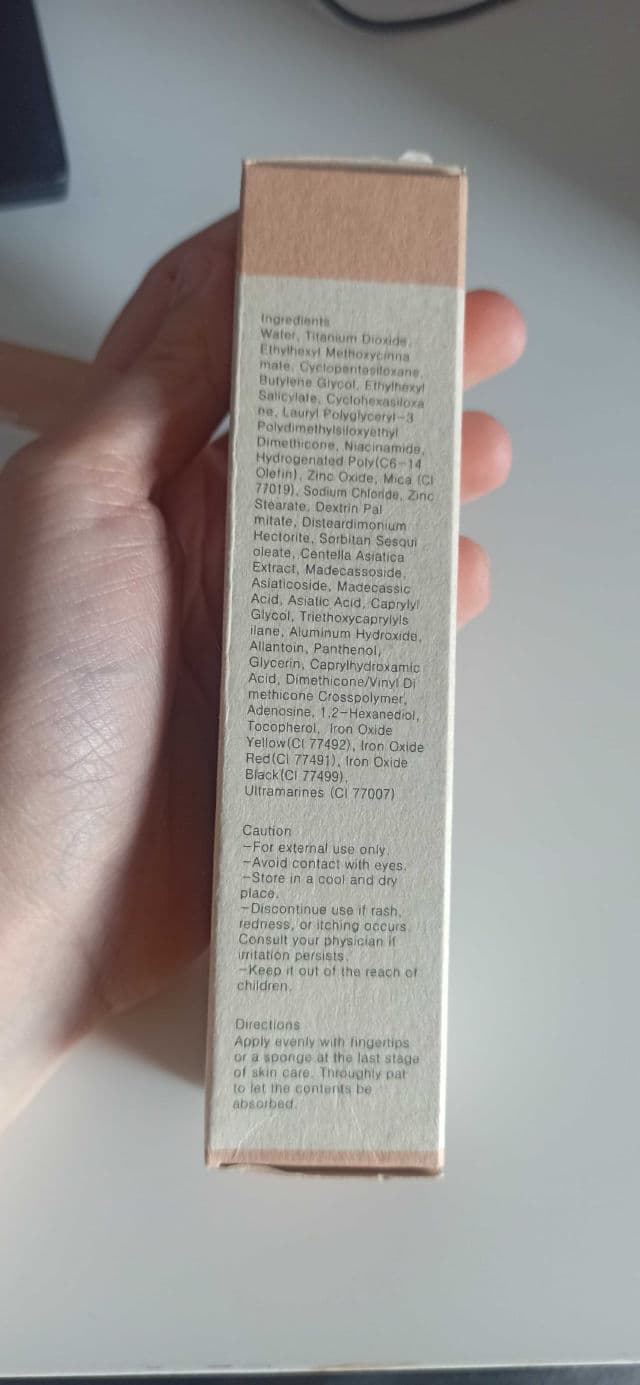 Ingredients
Water, Titanium Dioxide,
Ethylhexyl Methoxycinna
mate, Cyclopentasiloxane,
Butylene Glycol, Ethylhexyl
Salicylate, Cyclohexasiloxa
ne, Lauryl Polyglyceryl-3
Polydimethylsiloxyethyl
Dimethicone, Niacinamide,
Hydrogenated Poly(C6-14
Olefin), Zinc Oxide, Mica (CI
77019), Sodium Chloride, Zinc
Stearate, Dextrin Pal
mitate, Disteardimonium
Hectorite, Sorbitan Sesqui
oleate, Centella Asiatica
Extract, Madecassoside,
Asiaticoside, Madecassic
Acid, Asiatic Acid, Caprylyl
Glycol, Triethoxycaprylyls
ilane, Aluminum Hydroxide,
Allantoin, Panthenol,
Glycerin, Caprylhydroxamic
Acid, Dimethicone/Vinyl Di
methicone Crosspolymer,
Adenosine, 1,2-Hexanediol,
Tocopherol, Iron Oxide
Yellow(CI 77492), Iron Oxide
Red(CI 77491), Iron Oxide
Black(CI 77499),
Ultramarines (CI 77007)
Caution
-For external use only.
-Avoid contact with eyes.
-Store in a cool and dry
place.
-Discontinue use if rash,
redness, or itching occurs.
Consult your physician if
irritation persists.
-Keep it out of the reach of
children.
Directions
Apply evenly with fingertips
or a sponge at the last stage
of skin care. Throughly pat
to let the contents be
absorbed.